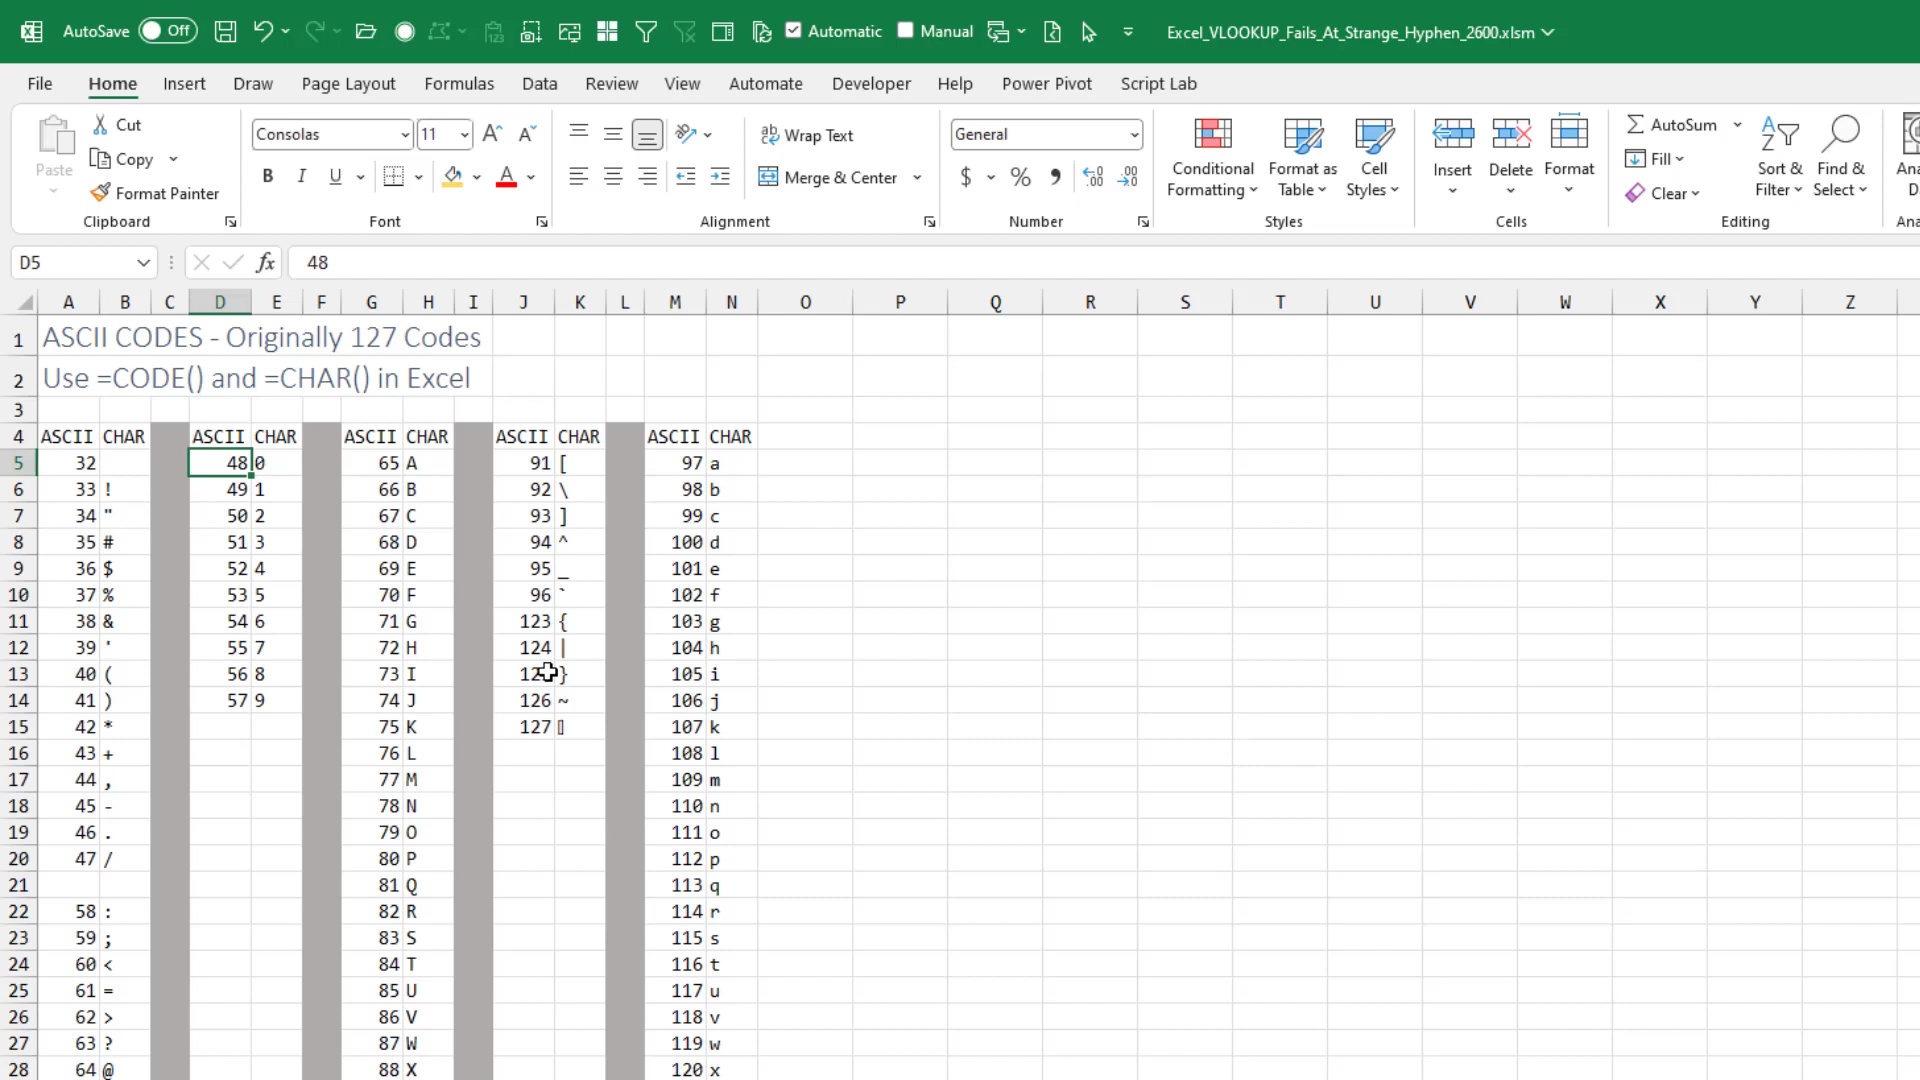 AutoSave Off Automatic Manual Excel_VLOOKUP_Fails_At_Strange_Hyphen_2600.xlsm
File Home Insert Draw Page Layout Formulas Data Review View Automate Developer Help Power Pivot Script Lab
Paste
Cut
Copy
Format Painter
Clipboard
Consolas 11
B I U
Font
Wrap Text
Merge & Center
Alignment
General
$ % ,
Number
Conditional Formatting
Format as Table
Cell Styles
Styles
Insert Delete Format
Cells
AutoSum
Fill
Clear
Sort & Filter
Find & Select
Editing
D5 fx 48
A B C D E F G H I J K L M N O P Q R S T U V W X Y Z
1 ASCII CODES - Originally 127 Codes
2 Use =CODE() and =CHAR() in Excel
3
4 ASCII CHAR ASCII CHAR ASCII CHAR ASCII CHAR ASCII CHAR
5 32 48 0 65 A 91 [ 97 a
6 33 ! 49 1 66 B 92 \ 98 b
7 34 " 50 2 67 C 93 ] 99 c
8 35 # 51 3 68 D 94 ^ 100 d
9 36 $ 52 4 69 E 95 _ 101 e
10 37 % 53 5 70 F 96 ` 102 f
11 38 & 54 6 71 G 123 { 103 g
12 39 ' 55 7 72 H 124 | 104 h
13 40 ( 56 8 73 I } 105 i
14 41 ) 57 9 74 J 126 ~ 106 j
15 42 * 75 K 127 107 k
16 43 + 76 L 108 l
17 44 , 77 M 109 m
18 45 - 78 N 110 n
19 46 . 79 O 111 o
20 47 / 80 P 112 p
21 81 Q 113 q
22 58 : 82 R 114 r
23 59 ; 83 S 115 s
24 60 < 84 T 116 t
25 61 = 85 U 117 u
26 62 > 86 V 118 v
27 63 ? 87 W 119 w
28 64 @ 88 X 120 x